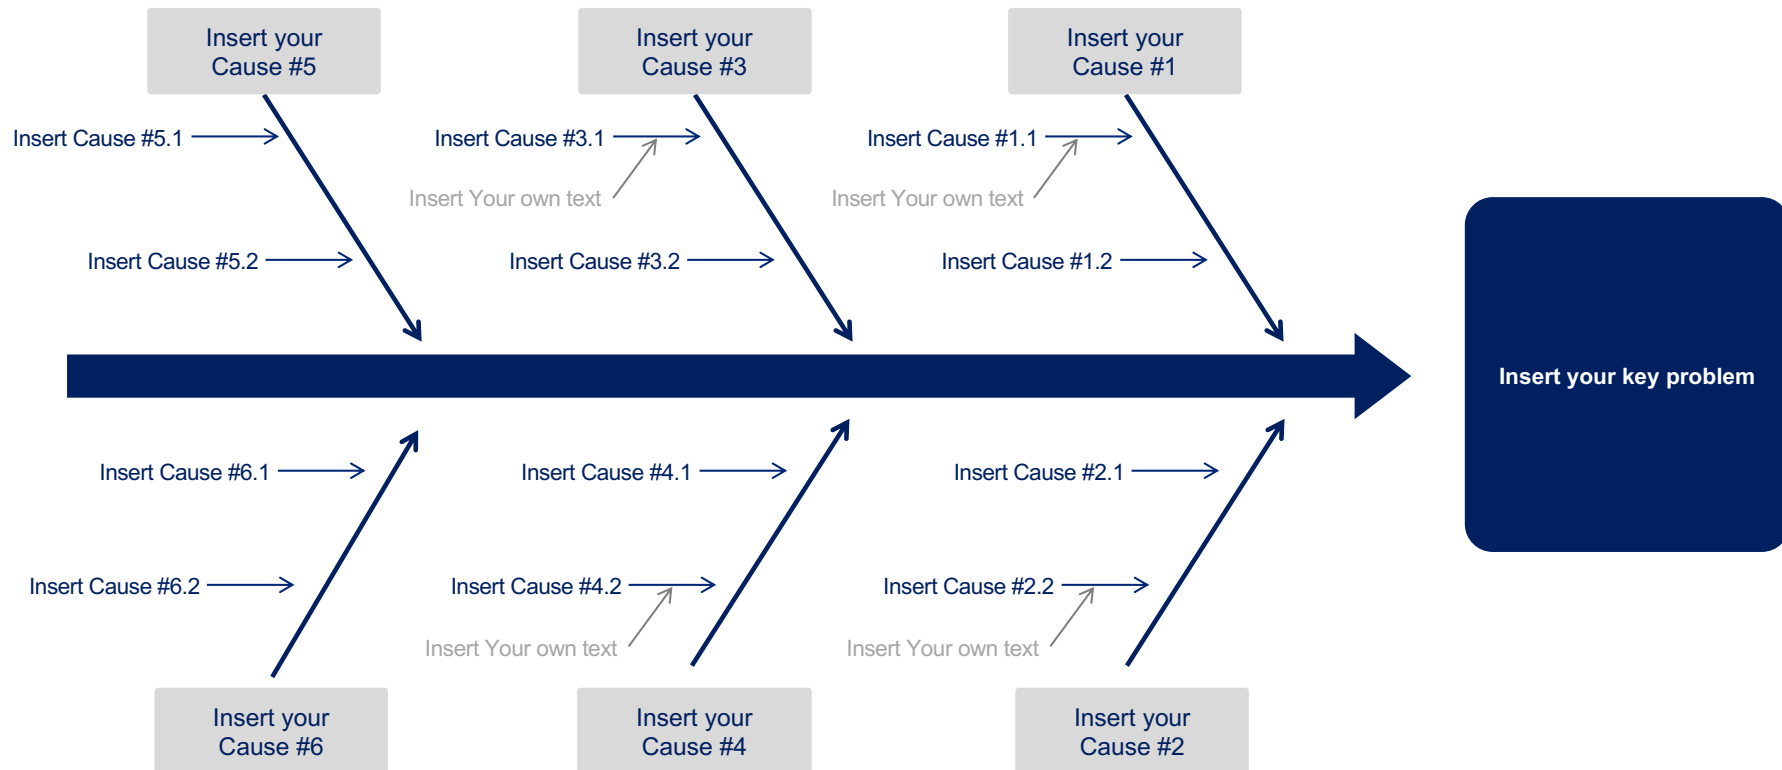 Insert your
Cause #5
Insert your
Cause #3
Insert your
Cause #1
Insert Cause #5.1
Insert Cause #3.1
Insert Cause #1.1
Insert Your own text
Insert Your own text
Insert Cause #5.2
Insert Cause #3.2
Insert Cause #1.2
Insert your key problem
Insert Cause #6.1
Insert Cause #4.1
Insert Cause #2.1
Insert Cause #6.2
Insert Cause #4.2
Insert Cause #2.2
Insert Your own text
Insert Your own text
Insert your
Cause #6
Insert your
Cause #4
Insert your
Cause #2